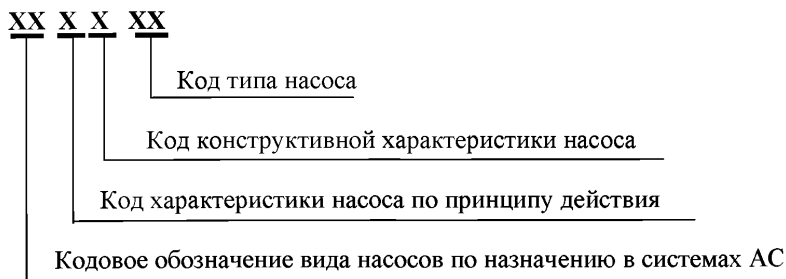 XX X X XX
Код типа насоса
Код конструктивной характеристики насоса
Код характеристики насоса по принципу действия
Кодовое обозначение вида насосов по назначению в системах АС